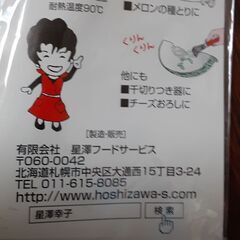 耐熱温度90℃
■メロンの種とりに
くりん
くりん
他にも
■千切りつき器に
■チーズおろしに
[製造・販売]
有限会社 星澤フードサービス
〒060-0042
北海道札幌市中央区大通西15丁目3-24
TEL 011-615-8085
http://www.hoshizawa-s.com
星澤幸子
検索